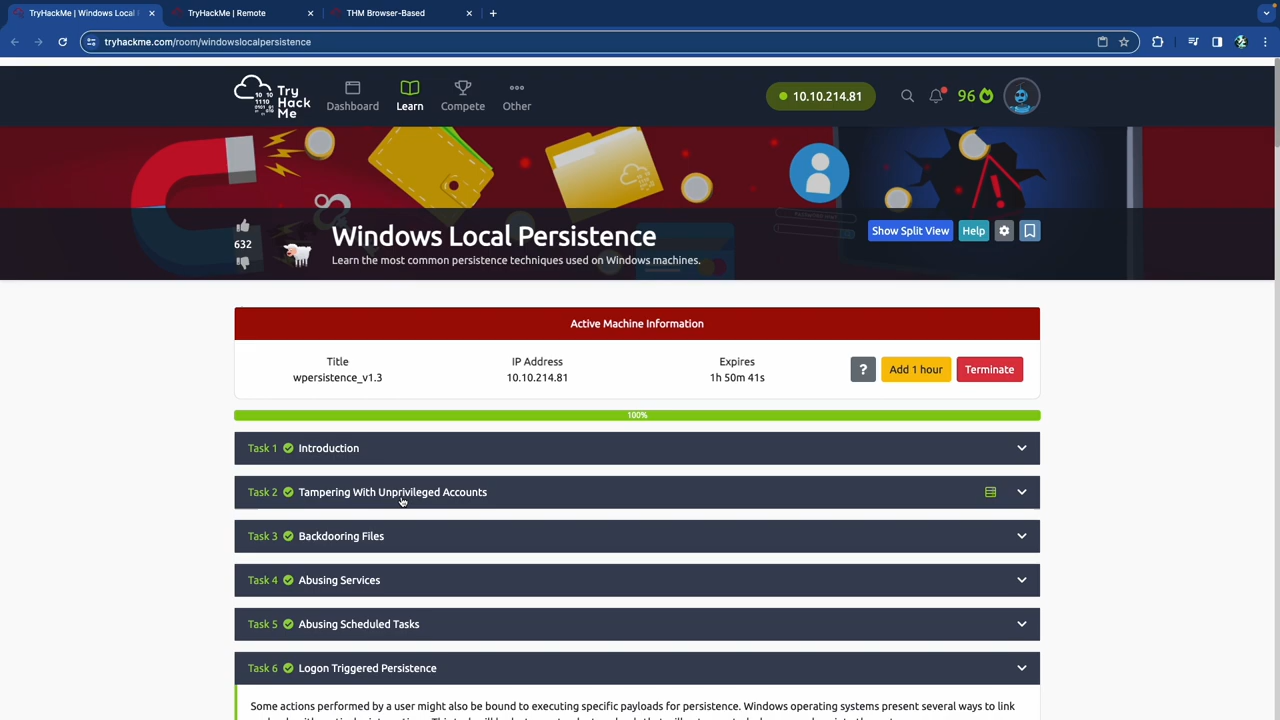 TryHackMe | Windows Local
TryHackMe | Remote
THM Browser-Based
tryhackme.com/room/windowslocalpersistence
Try
Hack
Me
Dashboard
Learn
Compete
Other
10.10.214.81
96
632
Windows Local Persistence
Learn the most common persistence techniques used on Windows machines.
Show Split View
Help
Active Machine Information
Title
IP Address
Expires
wpersistence_v1.3
10.10.214.81
1h 50m 41s
?
Add 1 hour
Terminate
100%
Task 1 Introduction
Task 2 Tampering With Unprivileged Accounts
Task 3 Backdooring Files
Task 4 Abusing Services
Task 5 Abusing Scheduled Tasks
Task 6 Logon Triggered Persistence
Some actions performed by a user might also be bound to executing specific payloads for persistence. Windows operating systems present several ways to link